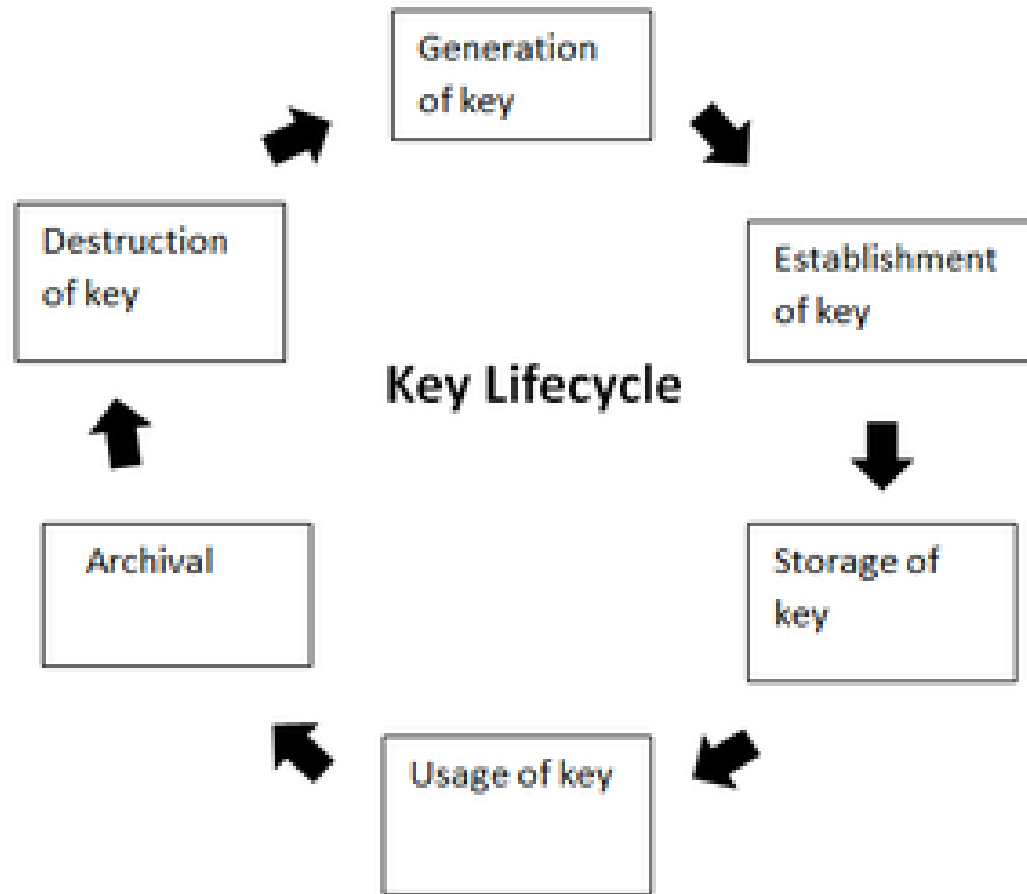 Generation
of key
Establishment
of key
Storage of
key
Usage of key
Archival
Destruction
of key
Key Lifecycle